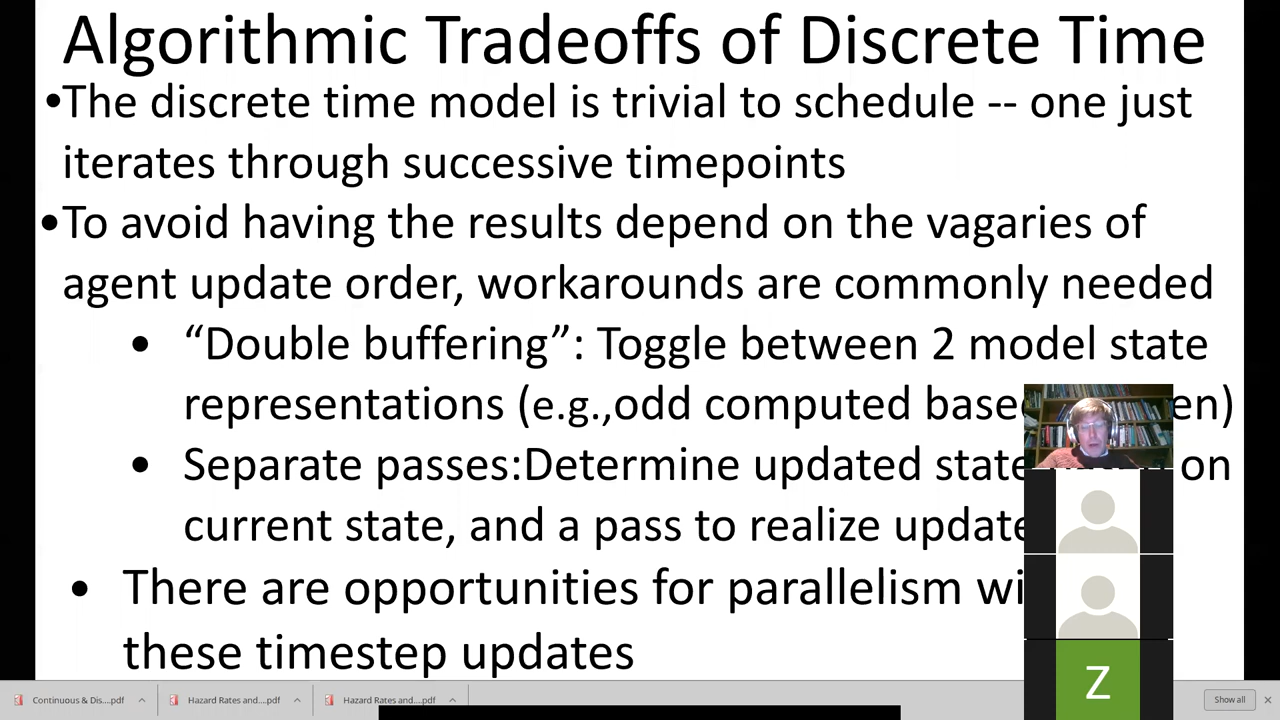 Algorithmic Tradeoffs of Discrete Time
•The discrete time model is trivial to schedule -- one just
iterates through successive timepoints
•To avoid having the results depend on the vagaries of
agent update order, workarounds are commonly needed
• “Double buffering”: Toggle between 2 model state
representations (e.g.,odd computed base en)
• Separate passes:Determine updated state on
current state, and a pass to realize update
• There are opportunities for parallelism wi
these timestep updates
Z
Continuous & Dis....pdf
Hazard Rates and....pdf
Hazard Rates and....pdf
Show all